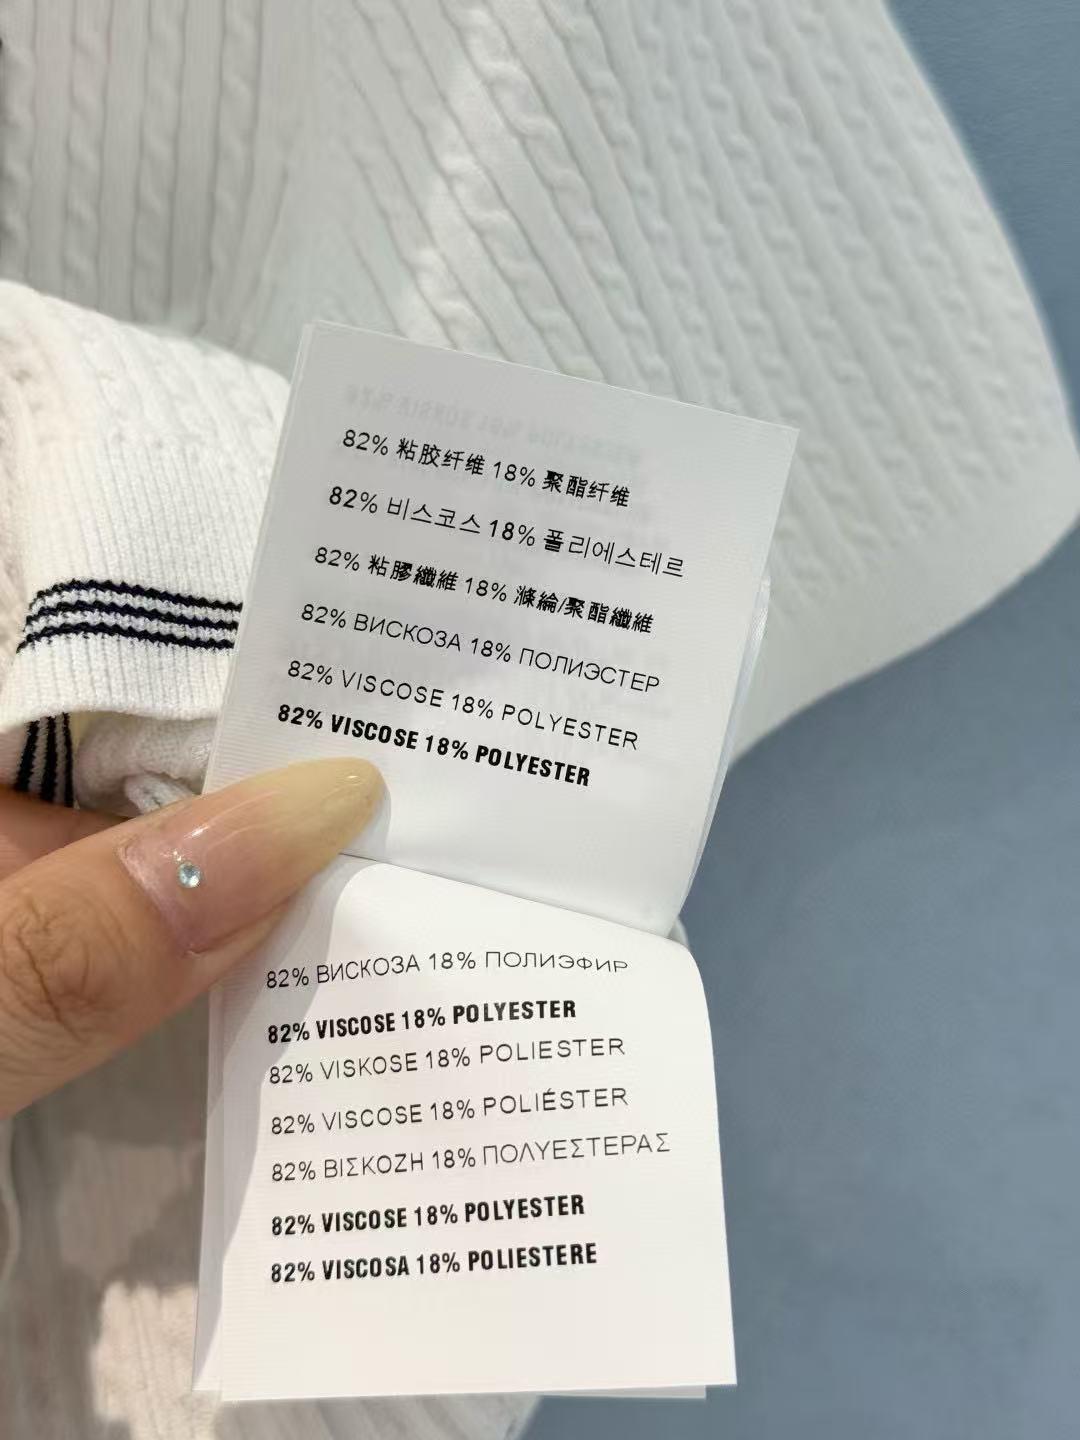 82% 粘胶纤维 18% 聚酯纤维
82% 비스코스 18% 폴리에스테르
82% 粘膠纖維 18% 滌綸/聚酯纖維
82% ВИСКОЗА 18% ПОЛИЭСТЕР
82% VISCOSE 18% POLYESTER
82% VISCOSE 18% POLYESTER
82% ВИСКОЗА 18% ПОЛИЭФИР
82% VISCOSE 18% POLYESTER
82% VISKOSE 18% POLIESTER
82% VISCOSE 18% POLIÉSTER
82% ΒΙΣΚΟΖΗ 18% ΠΟΛΥΕΣΤΕΡΑΣ
82% VISCOSE 18% POLYESTER
82% VISCOSA 18% POLIESTERE